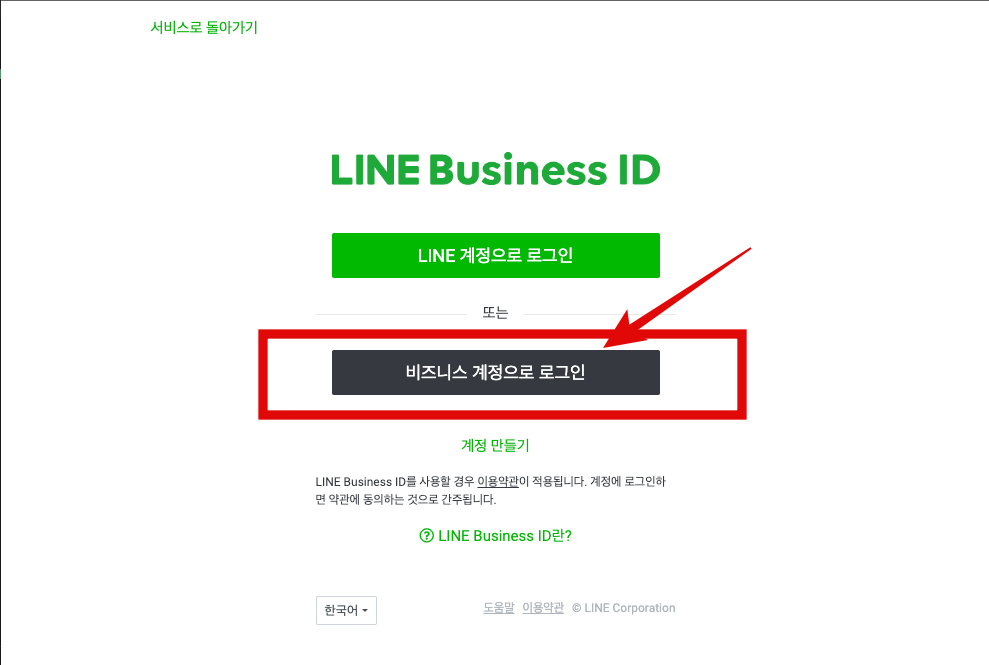 서비스로 돌아가기
LINE Business ID
LINE 계정으로 로그인
또는
비즈니스 계정으로 로그인
계정 만들기
LINE Business ID를 사용할 경우 이용약관이 적용됩니다. 계정에 로그인하
면 약관에 동의하는 것으로 간주됩니다.
? LINE Business ID란?
한국어
도움말 이용약관 © LINE Corporation